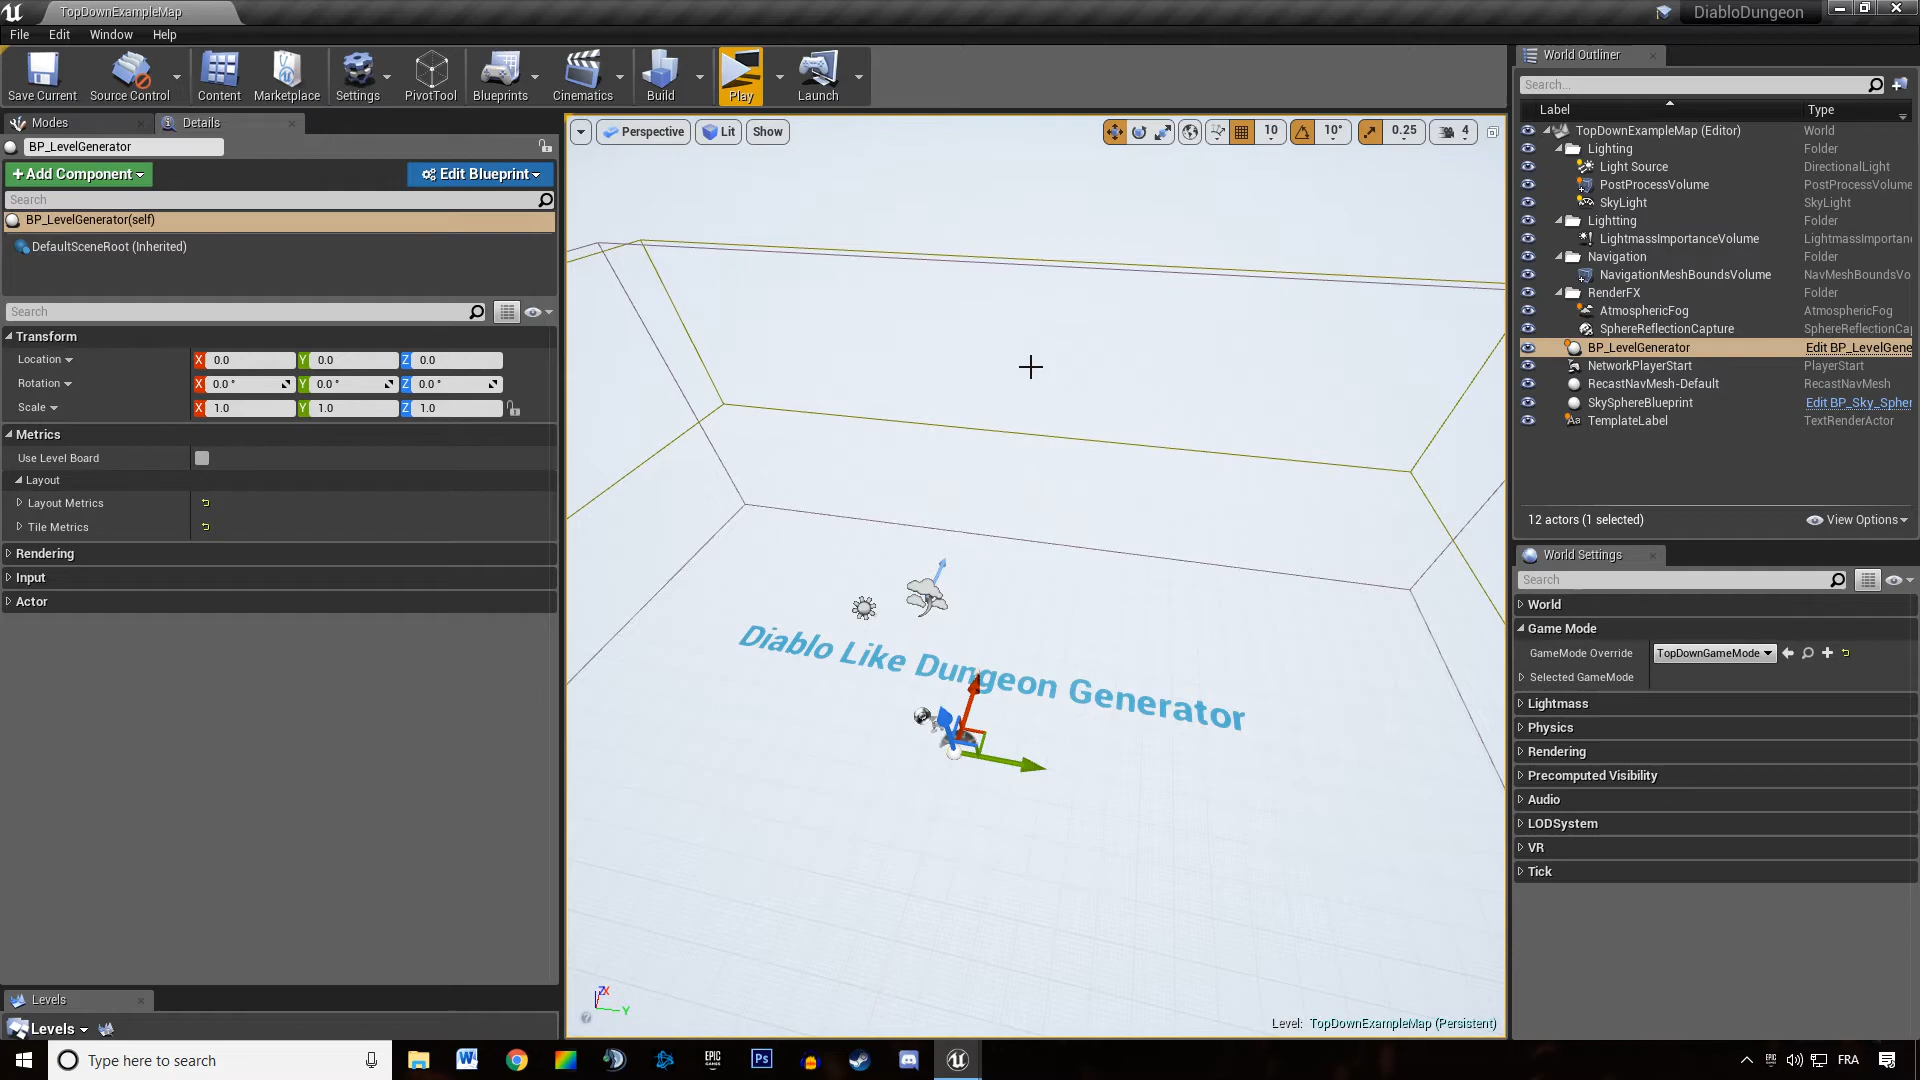 TopDownExampleMap
DiabloDungeon
File Edit Window Help
Save Current
Source Control
Content
Marketplace
Settings
PivotTool
Blueprints
Cinematics
Build
Play
Launch
Modes
Details
BP_LevelGenerator
+Add Component
Edit Blueprint
Search
BP_LevelGenerator(self)
DefaultSceneRoot (Inherited)
Search
Transform
Location X 0.0 Y 0.0 Z 0.0
Rotation X 0.0 ° Y 0.0 ° Z 0.0 °
Scale X 1.0 Y 1.0 Z 1.0
Metrics
Use Level Board
Layout
Layout Metrics
Tile Metrics
Rendering
Input
Actor
Levels
Levels
Perspective
Lit
Show
10
10°
0.25
4
Diablo Like Dungeon Generator
Z X
Y
Level: TopDownExampleMap (Persistent)
World Outliner
Search...
Label Type
TopDownExampleMap (Editor) World
Lighting Folder
Light Source DirectionalLight
PostProcessVolume PostProcessVolume
SkyLight SkyLight
Lightting Folder
LightmassImportanceVolume LightmassImportan
Navigation Folder
NavigationMeshBoundsVolume NavMeshBoundsVo
RenderFX Folder
AtmosphericFog AtmosphericFog
SphereReflectionCapture SphereReflectionCap
BP_LevelGenerator Edit BP_LevelGene
NetworkPlayerStart PlayerStart
RecastNavMesh-Default RecastNavMesh
SkySphereBlueprint Edit BP_Sky_Spher
TemplateLabel TextRenderActor
12 actors (1 selected)
View Options
World Settings
Search
World
Game Mode
GameMode Override TopDownGameMode
Selected GameMode
Lightmass
Physics
Rendering
Precomputed Visibility
Audio
LODSystem
VR
Tick
Type here to search
EPIC
Ps
FRA